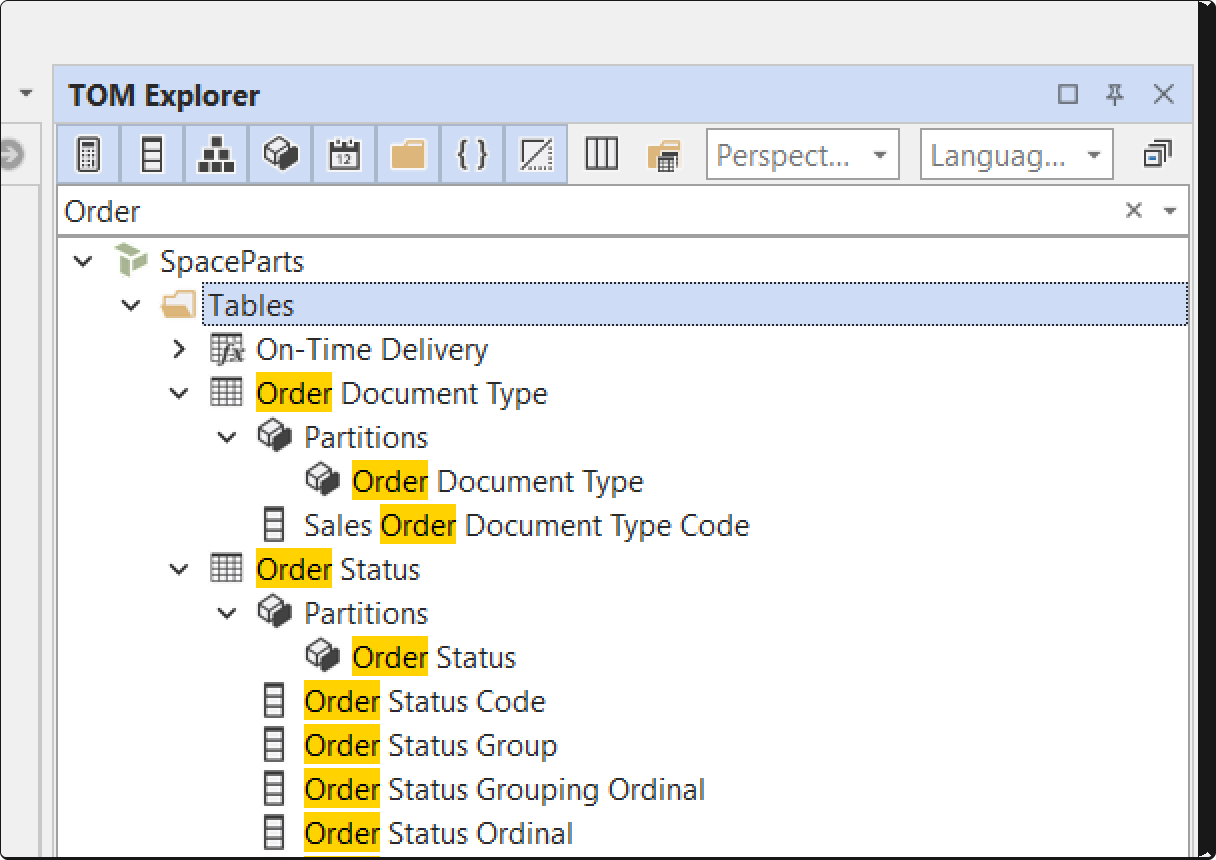 TOM Explorer
12
{ }
Perspect...
Languag...
Order
SpaceParts
Tables
fx On-Time Delivery
Order Document Type
Partitions
Order Document Type
Sales Order Document Type Code
Order Status
Partitions
Order Status
Order Status Code
Order Status Group
Order Status Grouping Ordinal
Order Status Ordinal